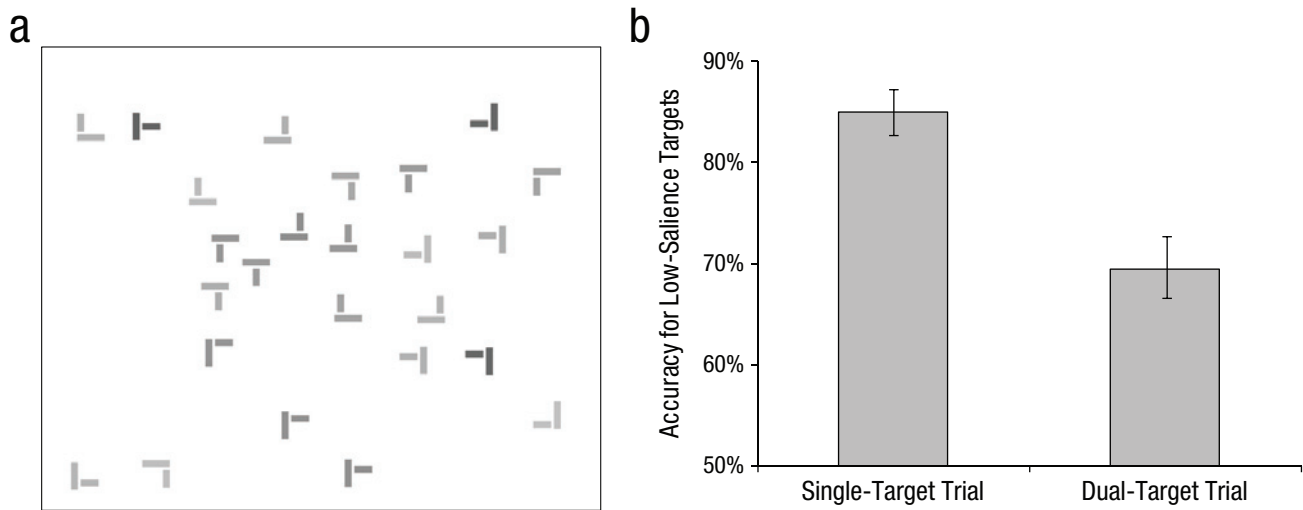 a
b
90%
80%
70%
60%
50%
Accuracy for Low-Salience Targets
Single-Target Trial
Dual-Target Trial